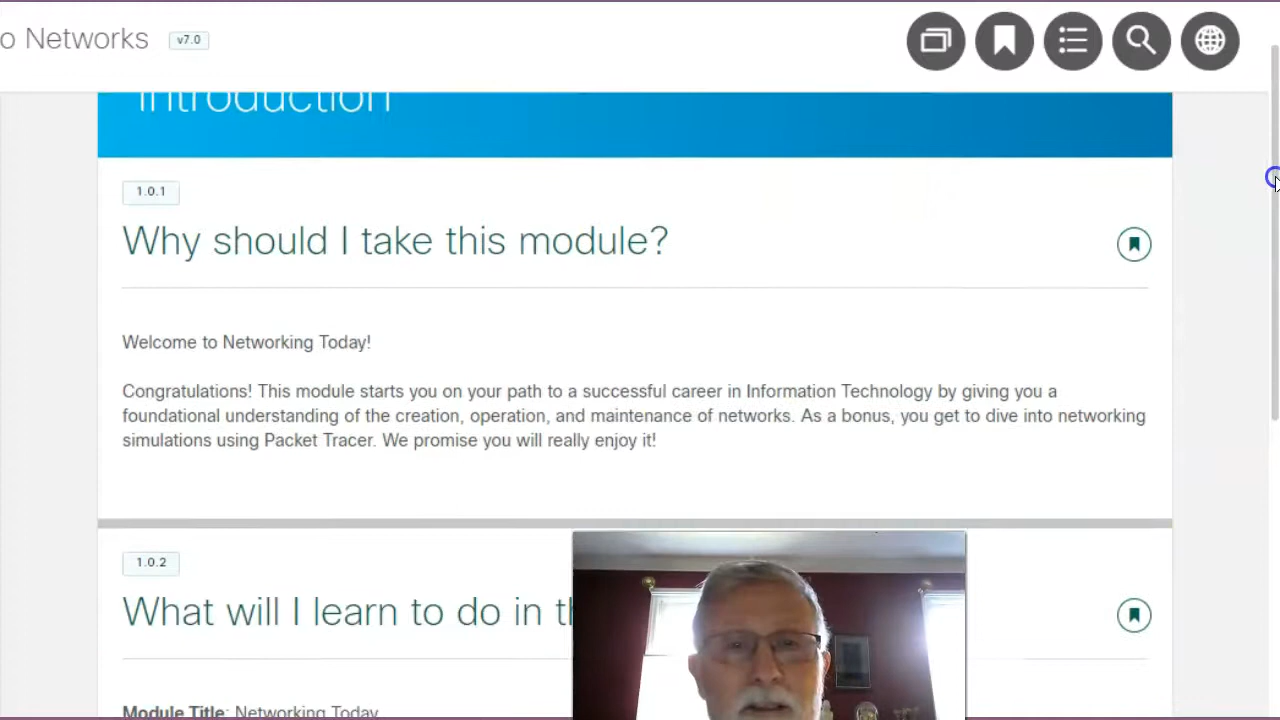 o Networks v7.0
Introduction
1.0.1
Why should I take this module?
Welcome to Networking Today!
Congratulations! This module starts you on your path to a successful career in Information Technology by giving you a
foundational understanding of the creation, operation, and maintenance of networks. As a bonus, you get to dive into networking
simulations using Packet Tracer. We promise you will really enjoy it!
1.0.2
What will I learn to do in th
Module Title: Networking Today